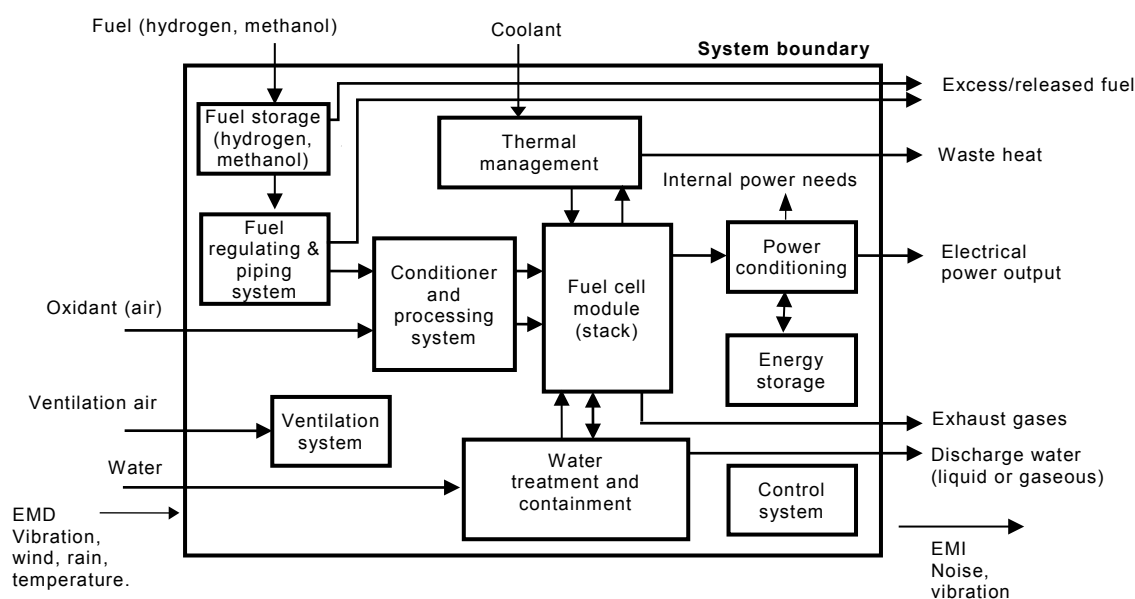 Fuel (hydrogen, methanol)
Coolant
System boundary
Excess/released fuel
Fuel storage
(hydrogen,
methanol)
Thermal
management
Waste heat
Internal power needs
Fuel
regulating &
piping
system
Conditioner
and
processing
system
Fuel cell
module
(stack)
Power
conditioning
Electrical
power output
Oxidant (air)
Energy
storage
Ventilation air
Ventilation
system
Exhaust gases
Water
Water
treatment and
containment
Discharge water
(liquid or gaseous)
Control
system
EMD
Vibration,
wind, rain,
temperature.
EMI
Noise,
vibration